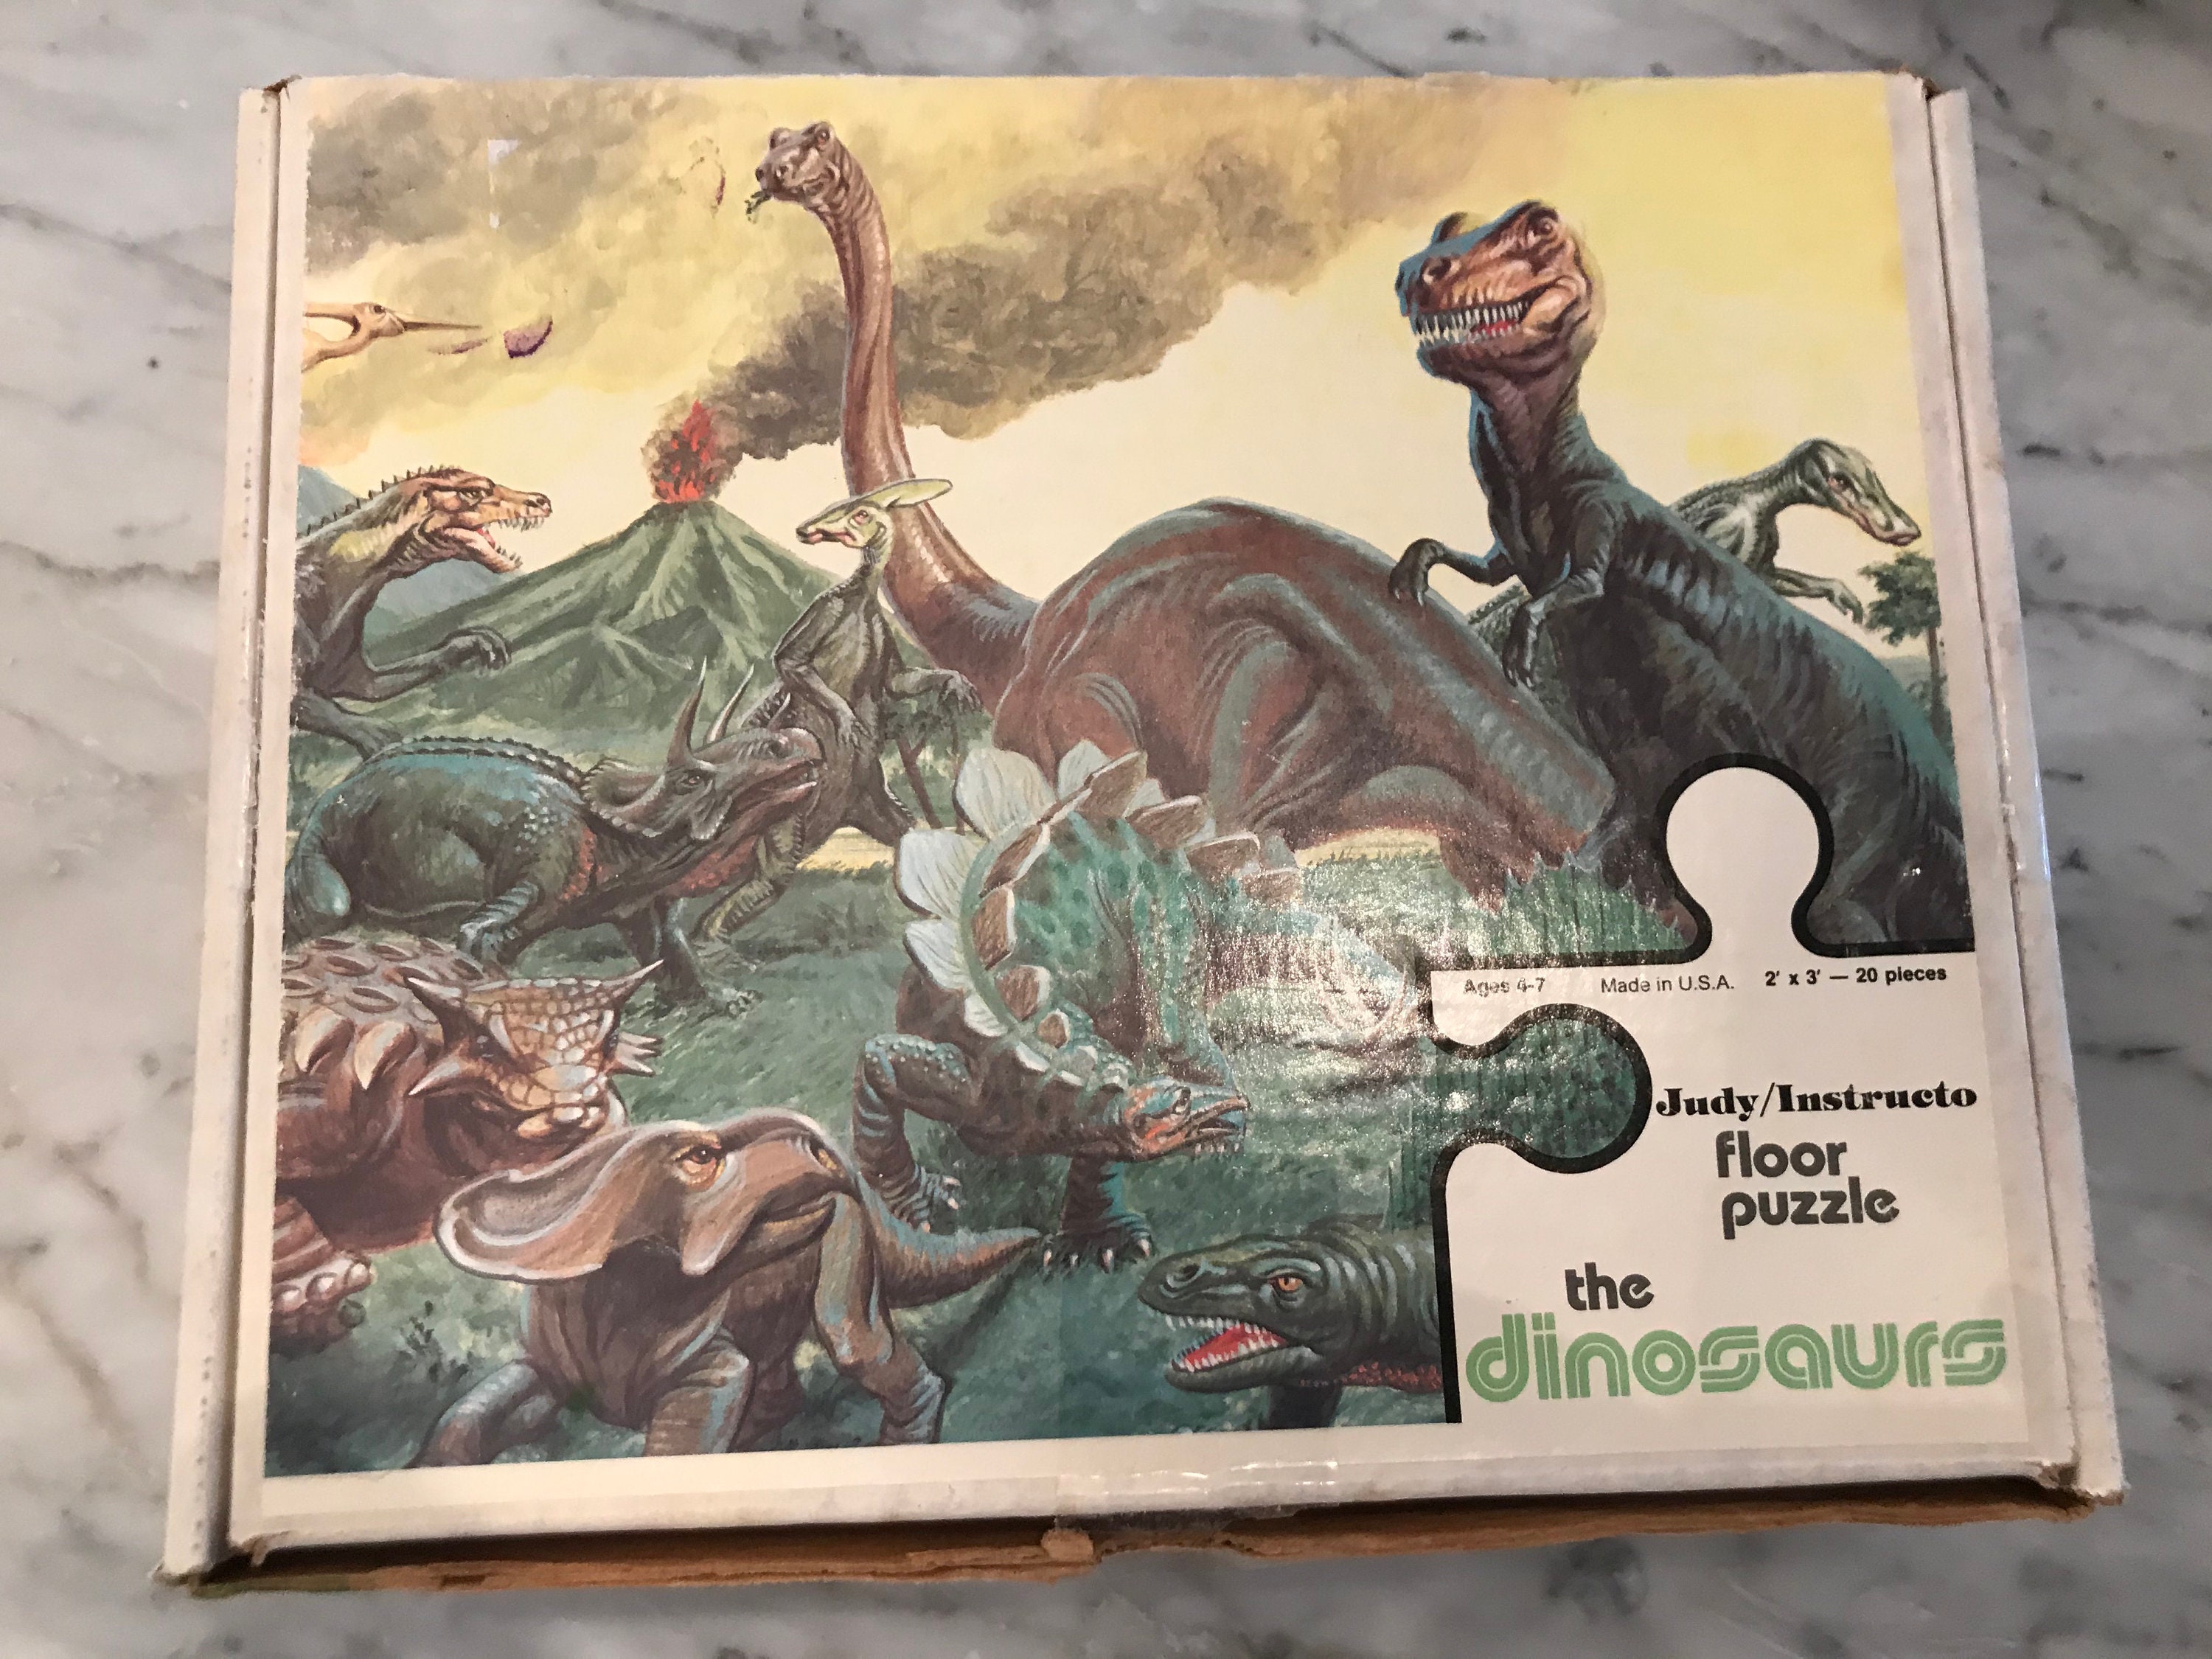 Ages 4-7 Made in U.S.A. 2' x 3' — 20 pieces
Judy/Instructo
floor
puzzle
the
dinosaurs